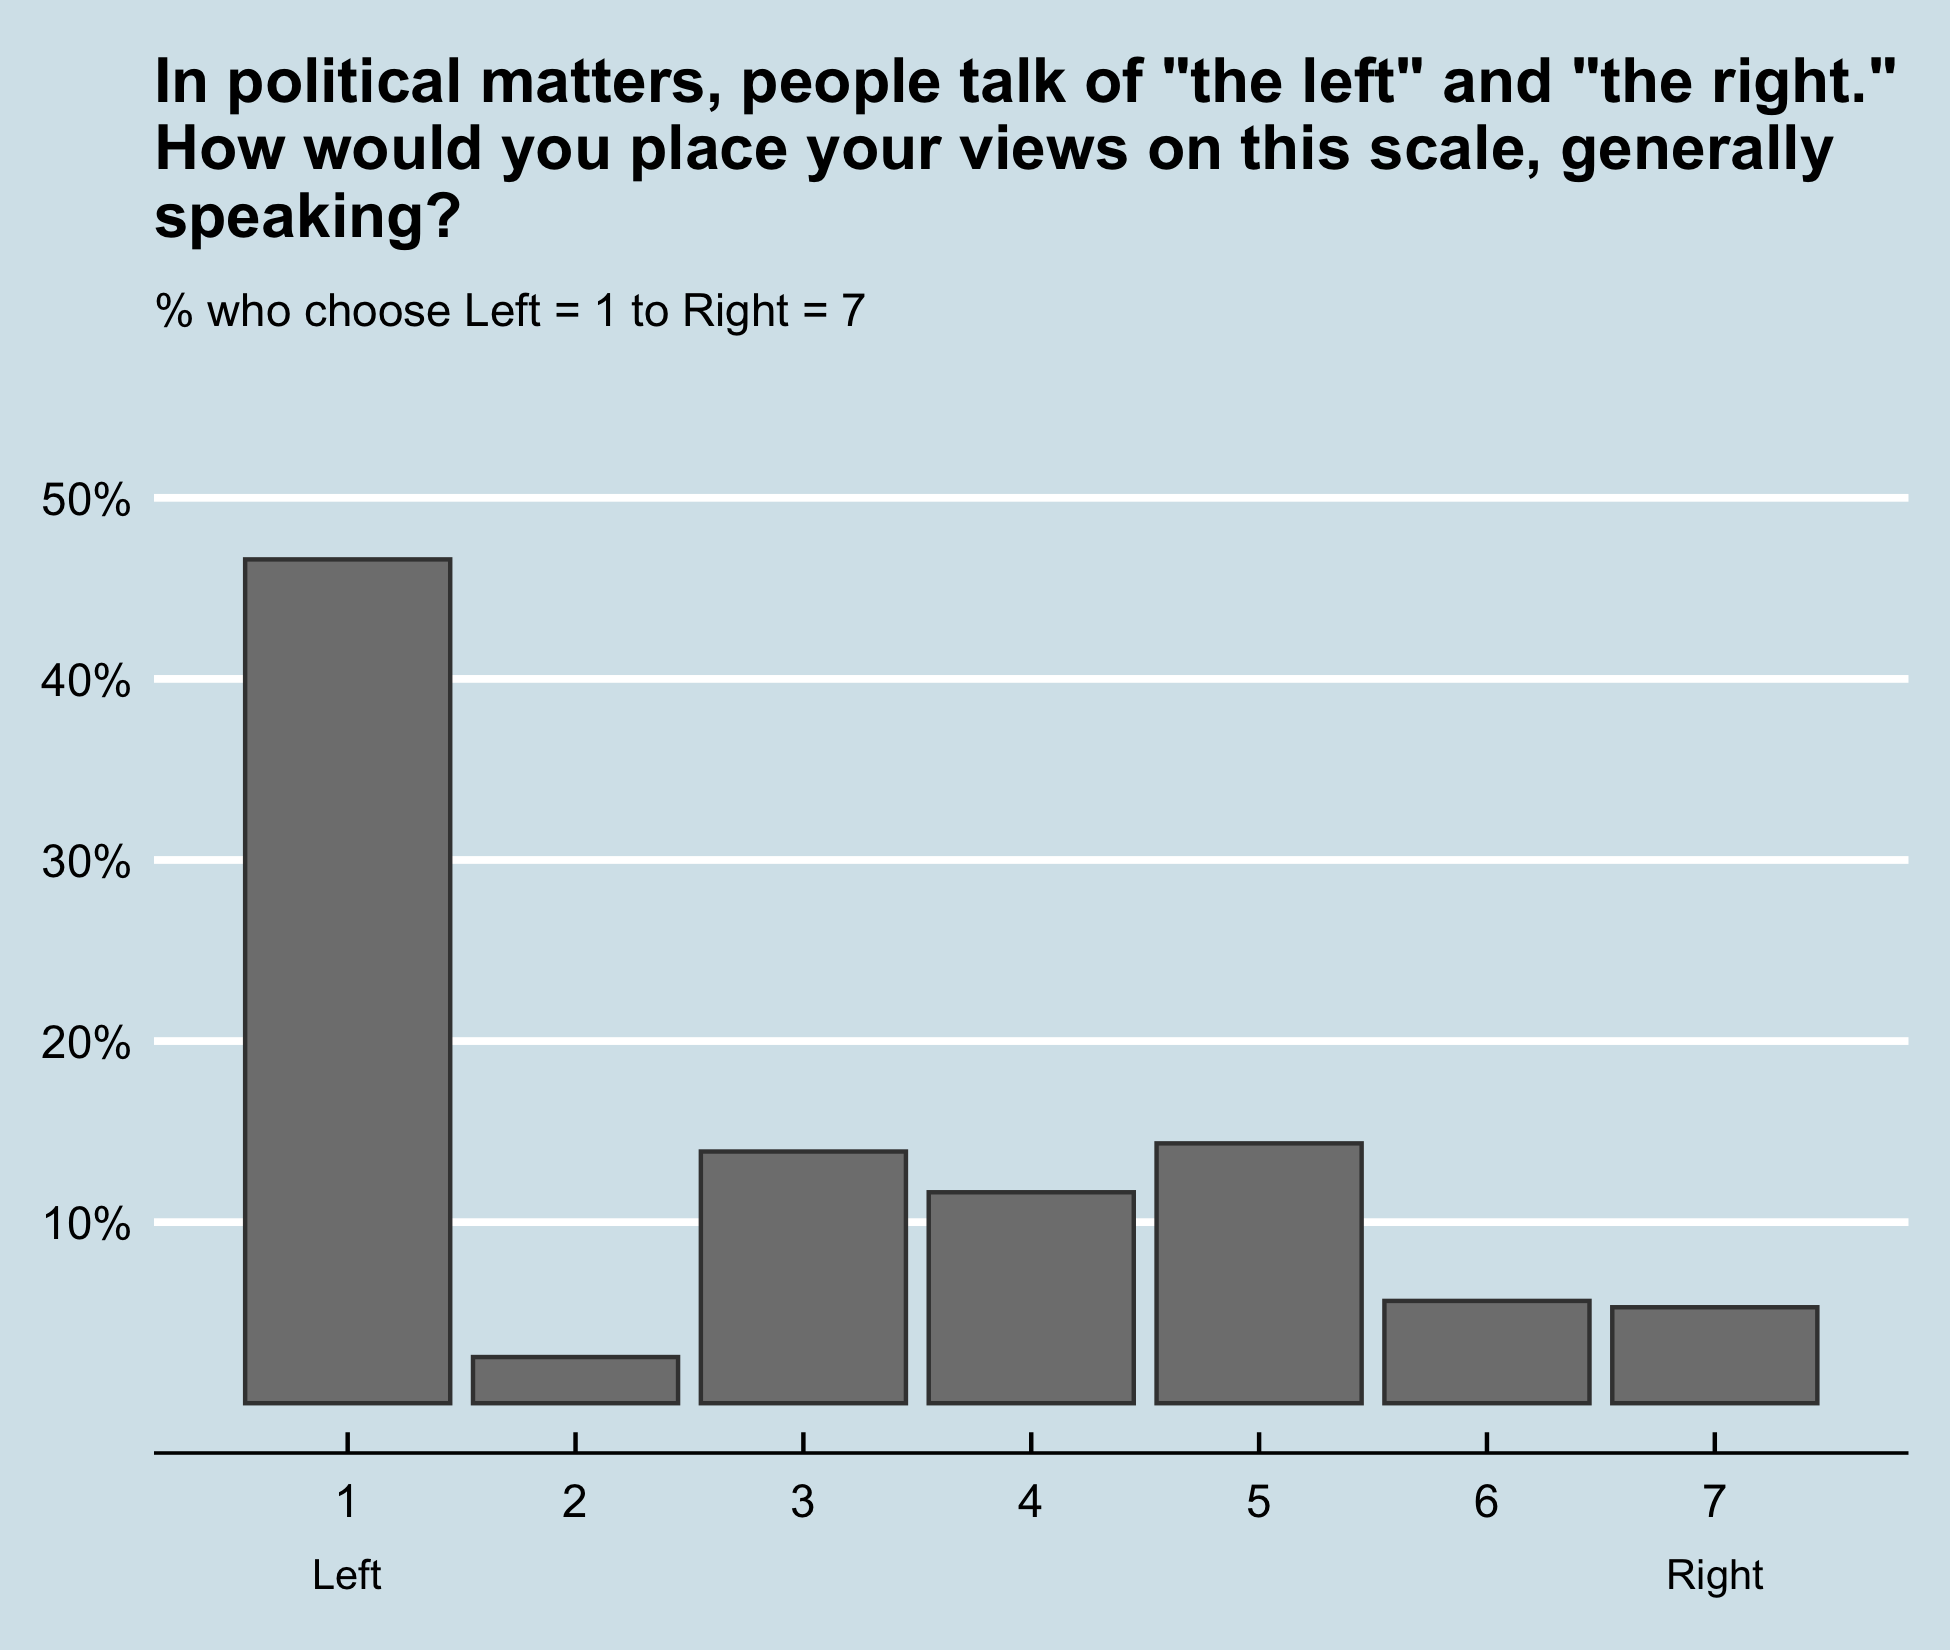 In political matters, people talk of "the left" and "the right."
How would you place your views on this scale, generally
speaking?
% who choose Left = 1 to Right = 7
50%
40%
30%
20%
10%
1 2 3 4 5 6 7
Left Right